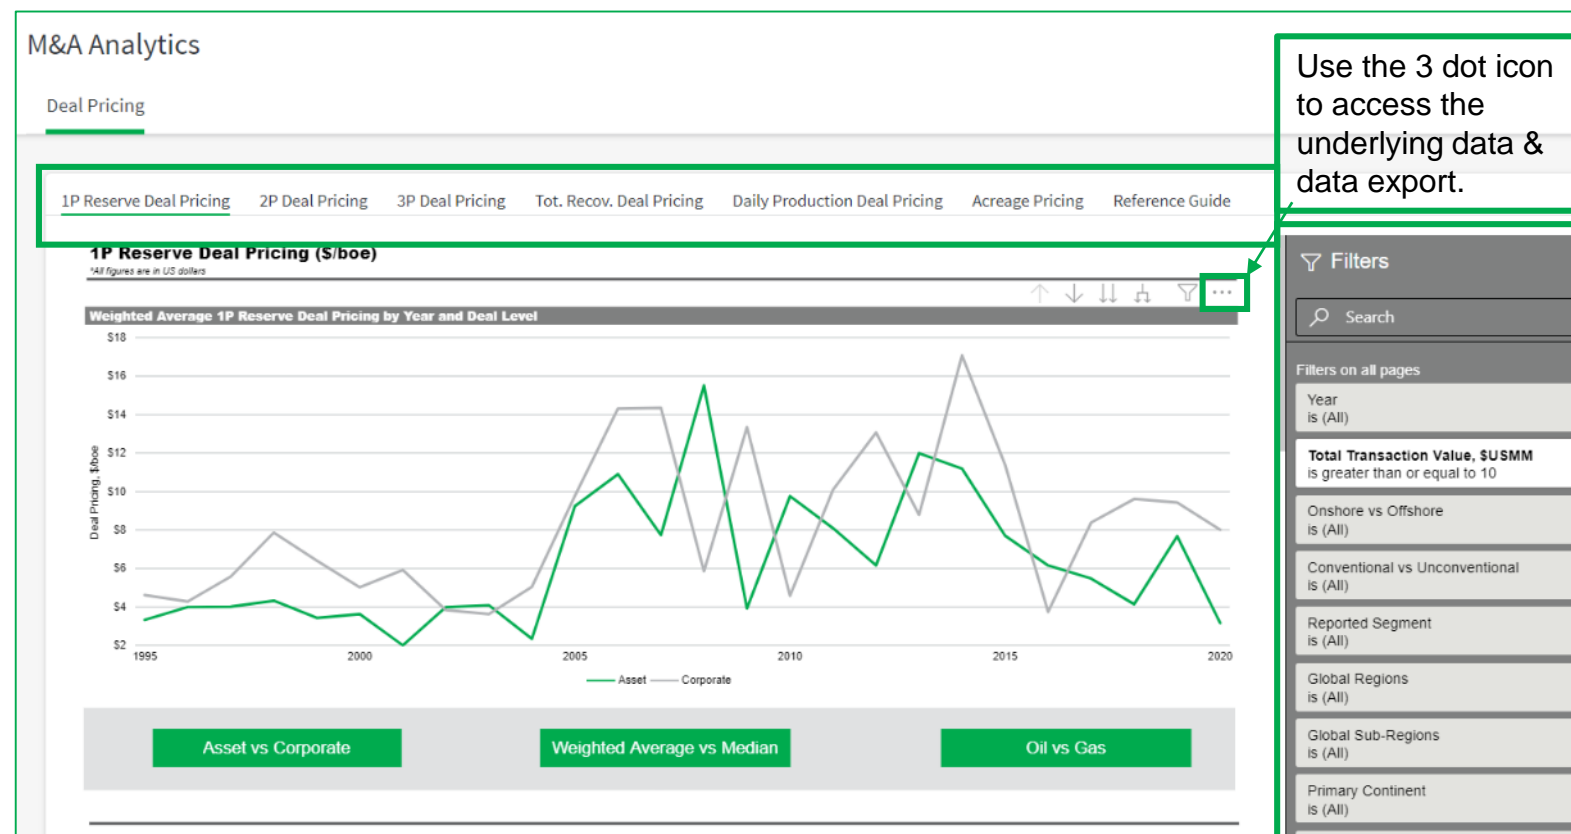 M&A Analytics
Deal Pricing
Use the 3 dot icon
to access the
underlying data &
data export.
1P Reserve Deal Pricing 2P Deal Pricing 3P Deal Pricing Tot. Recov. Deal Pricing Daily Production Deal Pricing Acreage Pricing Reference Guide
1P Reserve Deal Pricing ($/boe)
*All figures are in US dollars
Weighted Average 1P Reserve Deal Pricing by Year and Deal Level
$18
$16
$14
$12
$10
$8
$6
$4
$2
Deal Pricing, $/boe
1995 2000 2005 2010 2015 2020
Asset Corporate
Asset vs Corporate Weighted Average vs Median Oil vs Gas
Filters
Search
Filters on all pages
Year
is (All)
Total Transaction Value, $USMM
is greater than or equal to 10
Onshore vs Offshore
is (All)
Conventional vs Unconventional
is (All)
Reported Segment
is (All)
Global Regions
is (All)
Global Sub-Regions
is (All)
Primary Continent
is (All)